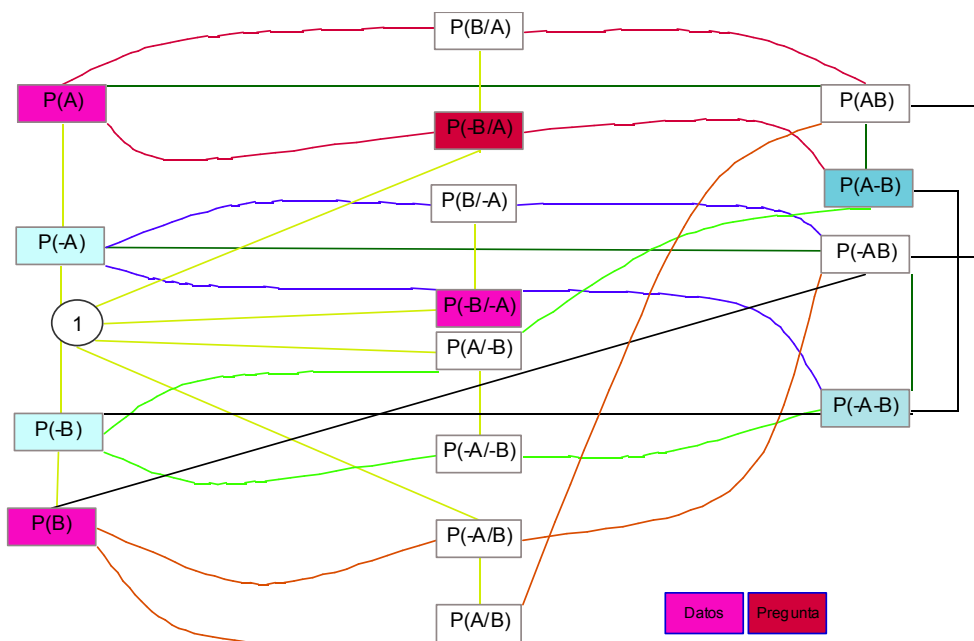 P(B/A)
P(A)
P(AB)
P(-B/A)
P(A-B)
P(B/-A)
P(-A)
P(-AB)
P(-B/-A)
1
P(A/-B)
P(-A-B)
P(-B)
P(-A/-B)
P(B)
P(-A/B)
P(A/B)
Datos
Pregunta